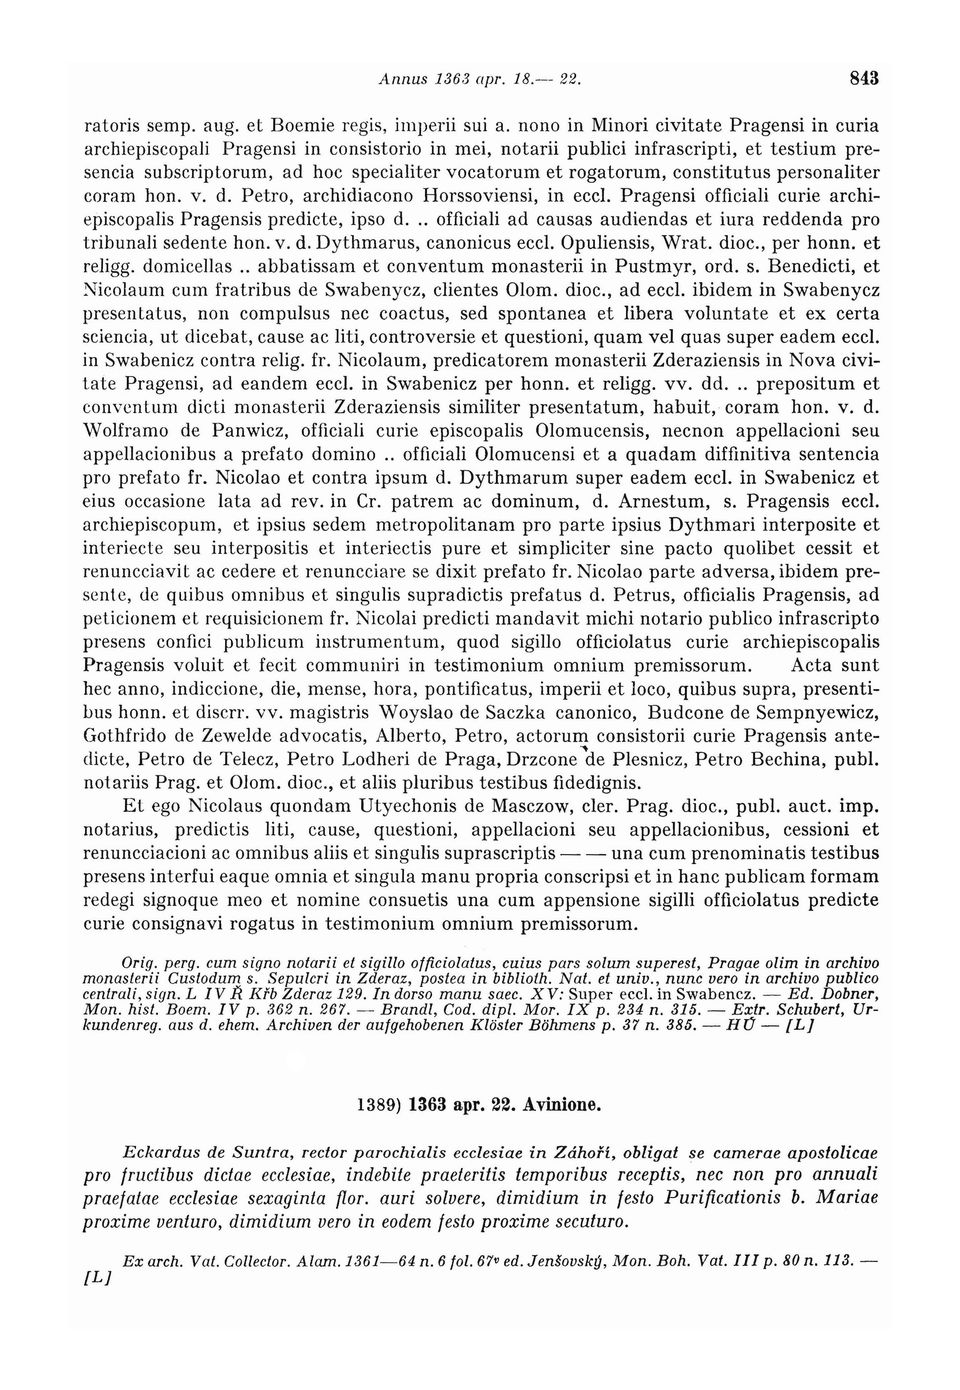 Annus 1363 apr. 18.— 22. 843
ratoris semp. aug. et Boemie regis, imperii sui a. nono in Minori civitate Pragensi in curia
archiepiscopali Pragensi in consistorio in mei, notarii publici infrascripti, et testium pre-
sencia subscriptorum, ad hoc specialiter vocatorum et rogatorum, constitutus personaliter
coram hon. v. d. Petro, archidiacono Horssoviensi, in eccl. Pragensi officiali curie archi-
episcopalis Pragensis predicte, ipso d. .. officiali ad causas audiendas et iura reddenda pro
tribunali sedente hon. v. d. Dythmarus, canonicus eccl. Opuliensis, Wrat. dioc., per honn. et
religg. domicellas .. abbatissam et conventum monasterii in Pustmyr, ord. s. Benedicti, et
Nicolaum cum fratribus de Swabenycz, clientes Olom. dioc., ad eccl. ibidem in Swabenycz
presentatus, non compulsus nec coactus, sed spontanea et libera voluntate et ex certa
sciencia, ut dicebat, cause ac liti, controversie et questioni, quam vel quas super eadem eccl.
in Swabenicz contra relig. fr. Nicolaum, predicatorem monasterii Zderaziensis in Nova civi-
tate Pragensi, ad eandem eccl. in Swabenicz per honn. et religg. vv. dd. .. prepositum et
conventum dicti monasterii Zderaziensis similiter presentatum, habuit, coram hon. v. d.
Wolframo de Panwicz, officiali curie episcopalis Olomucensis, necnon appellacioni seu
appellacionibus a prefato domino .. officiali Olomucensi et a quadam diffinitiva sentencia
pro prefato fr. Nicolao et contra ipsum d. Dythmarum super eadem eccl. in Swabenicz et
eius occasione lata ad rev. in Cr. patrem ac dominum, d. Arnestum, s. Pragensis eccl.
archiepiscopum, et ipsius sedem metropolitanam pro parte ipsius Dythmari interposite et
interiecte seu interpositis et interiectis pure et simpliciter sine pacto quolibet cessit et
renuncciavit ac cedere et renuncciare se dixit prefato fr. Nicolao parte adversa, ibidem pre-
sente, de quibus omnibus et singulis supradictis prefatus d. Petrus, officialis Pragensis, ad
peticionem et requisicionem fr. Nicolai predicti mandavit michi notario publico infrascripto
presens confici publicum instrumentum, quod sigillo officiolatus curie archiepiscopalis
Pragensis voluit et fecit communiri in testimonium omnium premissorum. Acta sunt
hec anno, indiccione, die, mense, hora, pontificatus, imperii et loco, quibus supra, presenti-
bus honn. et discrr. vv. magistris Woyslao de Saczka canonico, Budcone de Sempnyewicz,
Gothfrido de Zewelde advocatis, Alberto, Petro, actorum consistorii curie Pragensis ante-
dicte, Petro de Telecz, Petro Lodheri de Praga, Drzcone de Plesnicz, Petro Bechina, publ.
notariis Prag. et Olom. dioc., et aliis pluribus testibus fidedignis.
Et ego Nicolaus quondam Utyechonis de Masczow, cler. Prag. dioc., publ. auct. imp.
notarius, predictis liti, cause, questioni, appellacioni seu appellacionibus, cessioni et
renuncciacioni ac omnibus aliis et singulis suprascriptis — — una cum prenominatis testibus
presens interfui eaque omnia et singula manu propria conscripsi et in hanc publicam formam
redegi signoque meo et nomine consuetis una cum appensione sigilli officiolatus predicte
curie consignavi rogatus in testimonium omnium premissorum.
Orig. perg. cum signo notarii et sigillo officiolatus, cuius pars solum superest, Pragae olim in archivo
monasterii Custodum s. Sepulcri in Zderaz, postea in biblioth. Nat. et univ., nunc vero in archivo publico
centrali, sign. L IV Ř Křb Zderaz 129. In dorso manu saec. XV: Super eccl. in Swabencz. — Ed. Dobner,
Mon. hist. Boem. IV p. 362 n. 267. — Brandl, Cod. dipl. Mor. IX p. 234 n. 315. — Extr. Schubert, Ur-
kundenreg. aus d. ehem. Archiven der aufgehobenen Klöster Böhmens p. 37 n. 385. — HÚ — [L]
1389) 1363 apr. 22. Avinione.
Eckardus de Suntra, rector parochialis ecclesiae in Záhoří, obligat se camerae apostolicae
pro fructibus dictae ecclesiae, indebite praeteritis temporibus receptis, nec non pro annuali
praefatae ecclesiae sexaginta flor. auri solvere, dimidium in festo Purificationis b. Mariae
proxime venturo, dimidium vero in eodem festo proxime secuturo.
Ex arch. Vat. Collector. Alam. 1361—64 n. 6 fol. 67v ed. Jenšovský, Mon. Boh. Vat. III p. 80 n. 113. —
[L]